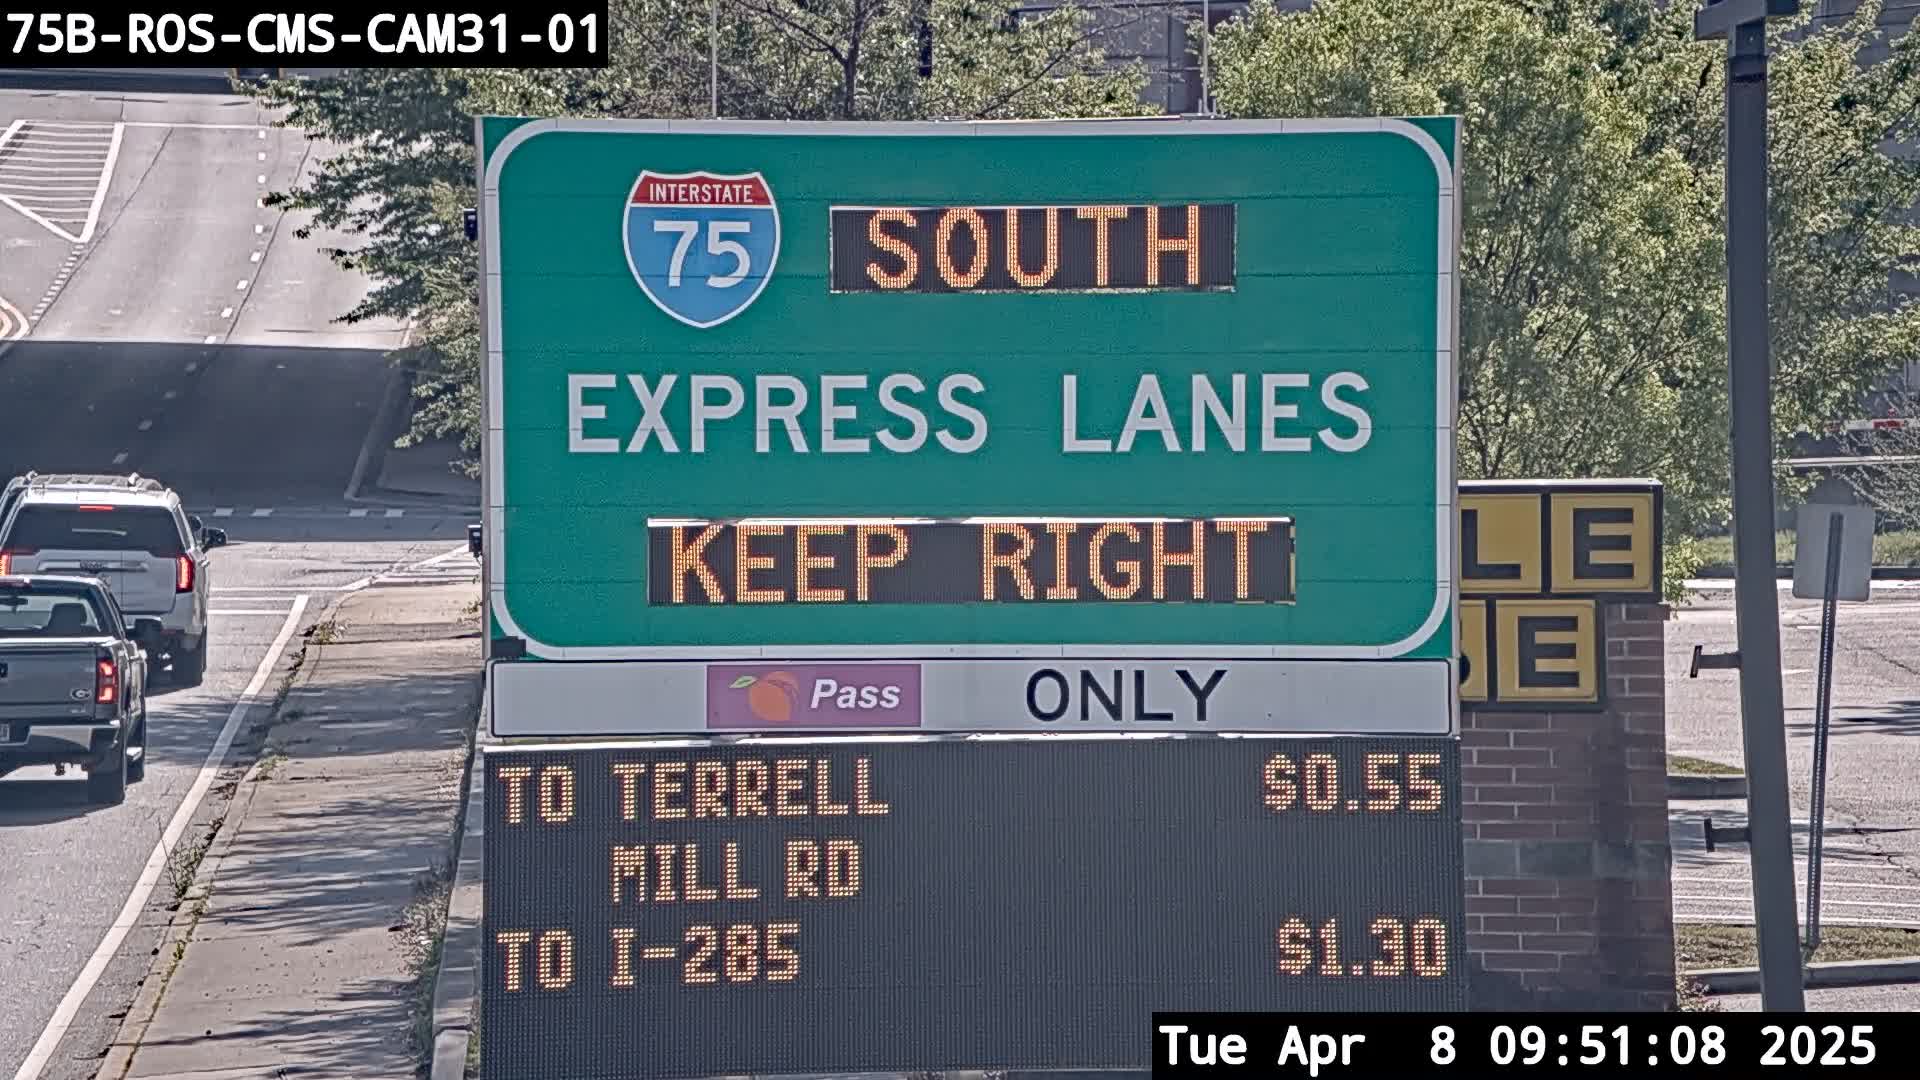 75B-ROS-CMS-CAM31-01
INTERSTATE
75
SOUTH
EXPRESS LANES
KEEP RIGHT
Pass ONLY
TO TERRELL $0.55
MILL RD
TO I-285 $1.30
LE
E
Tue Apr 8 09:51:08 2025